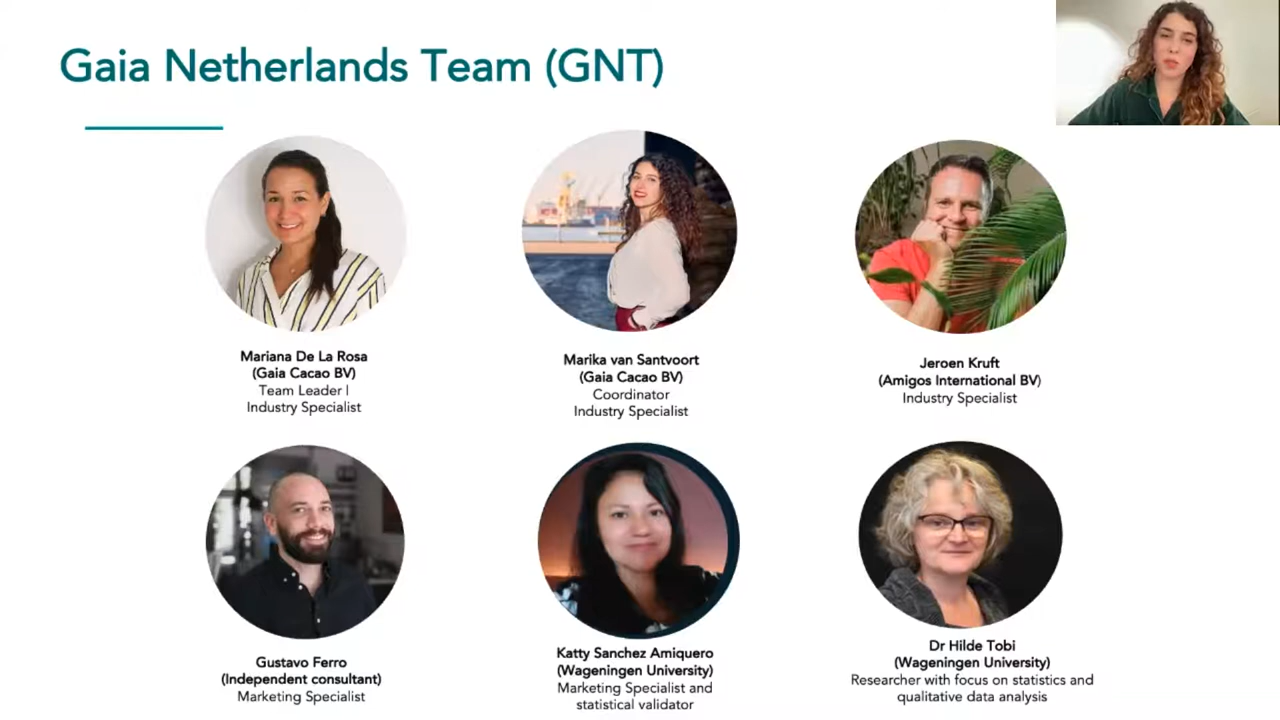 Gaia Netherlands Team (GNT)
Mariana De La Rosa
(Gaia Cacao BV)
Team Leader |
Industry Specialist
Marika van Santvoort
(Gaia Cacao BV)
Coordinator
Industry Specialist
Jeroen Kruft
(Amigos International BV)
Industry Specialist
Gustavo Ferro
(Independent consultant)
Marketing Specialist
Katty Sanchez Amiquero
(Wageningen University)
Marketing Specialist and
statistical validator
Dr Hilde Tobi
(Wageningen University)
Researcher with focus on statistics and
qualitative data analysis